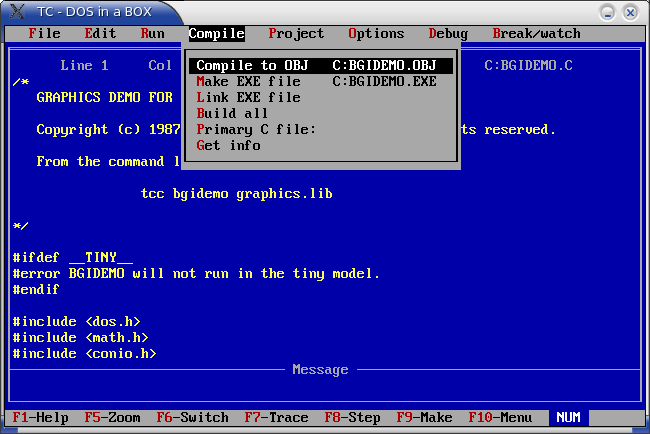 TC - DOS in a BOX
File Edit Run Compile Project Options Debug Break/watch
Line 1 Col C:BGIDEMO.C
Compile to OBJ C:BGIDEMO.OBJ
Make EXE file C:BGIDEMO.EXE
Link EXE file
Build all
Primary C file:
Get info
/*
GRAPHICS DEMO FOR
Copyright (c) 1987 ts reserved.
From the command l
tcc bgidemo graphics.lib
*/
#ifdef __TINY__
#error BGIDEMO will not run in the tiny model.
#endif
#include <dos.h>
#include <math.h>
#include <conio.h>
Message
F1-Help F5-Zoom F6-Switch F7-Trace F8-Step F9-Make F10-Menu NUM